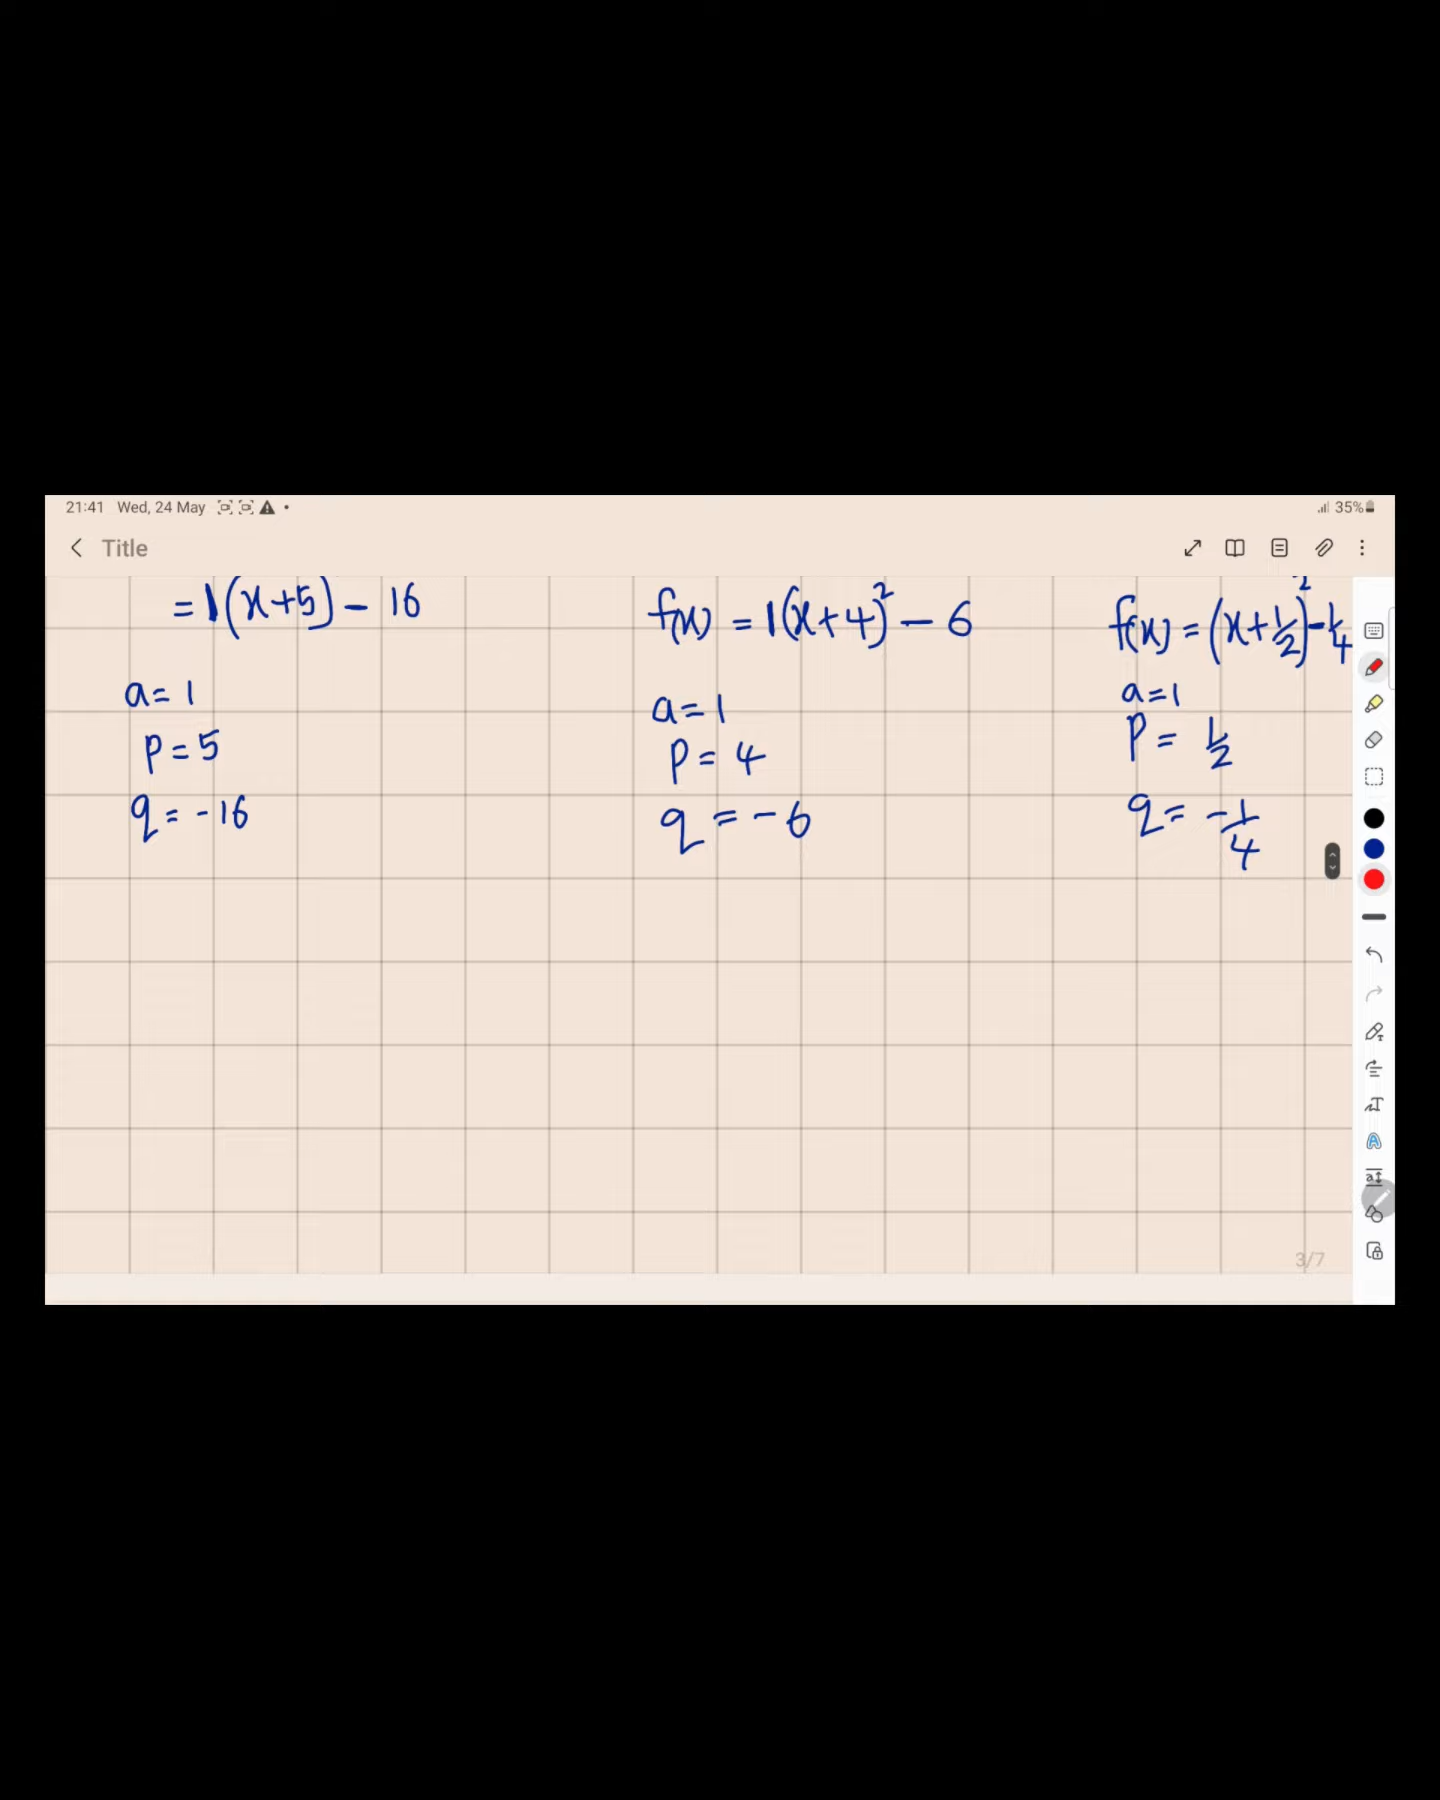 21:41 Wed, 24 May
35%
Title
= 1(x+5) - 16
a = 1
p = 5
q = -16
f(x) = 1(x+4)² - 6
a = 1
p = 4
q = -6
f(x) = (x+1/2)² - 1/4
a = 1
p = 1/2
q = -1/4
3/7